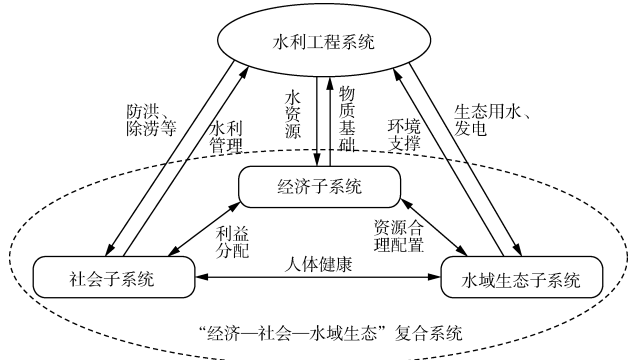 水利工程系统
防洪、
除涝等
水利
管理
水
资
源
物
质
基
础
环境
支撑
生态用水、
发电
经济子系统
利益
分配
资源合
理配置
社会子系统
人体健康
水域生态子系统
“经济—社会—水域生态”复合系统